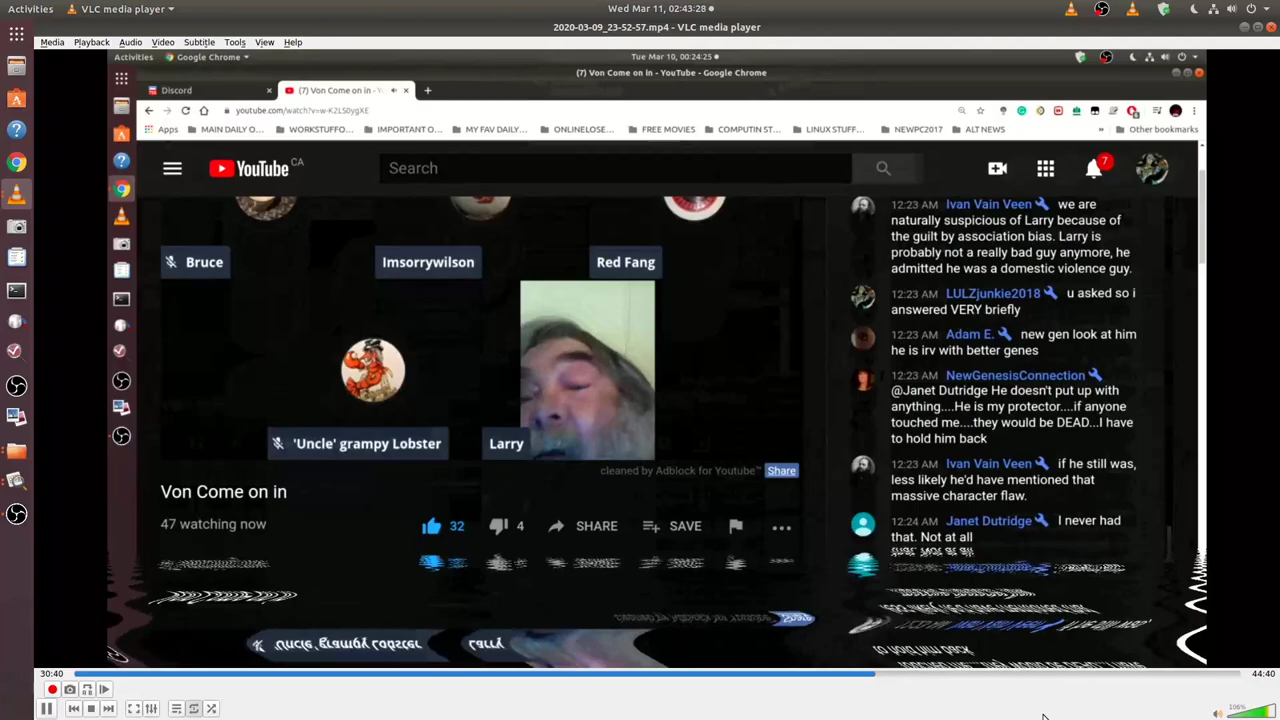 Activities VLC media player Wed Mar 11, 02:43:28
2020-03-09_23-52-57.mp4 - VLC media player
Media Playback Audio Video Subtitle Tools View Help
Activities Google Chrome Tue Mar 10, 00:24:25
(7) Von Come on in - YouTube - Google Chrome
Discord (7) Von Come on in - Yo
youtube.com/watch?v=w-K2LS0ygXE
Apps MAIN DAILY O... WORKSTUFFO... IMPORTANT O... MY FAV DAILY... ONLINELOSE... FREE MOVIES COMPUTIN ST... LINUX STUFF... NEWPC2017 ALT NEWS Other bookmarks
YouTube CA Search 7
Bruce
Imsorrywilson
Red Fang
'Uncle' grampy Lobster
Larry
cleaned by Adblock for Youtube™ Share
Von Come on in
47 watching now
32 4 SHARE SAVE
12:23 AM Ivan Vain Veen we are
naturally suspicious of Larry because of
the guilt by association bias. Larry is
probably not a really bad guy anymore, he
admitted he was a domestic violence guy.
12:23 AM LULZjunkie2018 u asked so i
answered VERY briefly
12:23 AM Adam E. new gen look at him
he is irv with better genes
12:23 AM NewGenesisConnection
@Janet Dutridge He doesn't put up with
anything....He is my protector....if anyone
touched me....they would be DEAD...I have
to hold him back
12:23 AM Ivan Vain Veen if he still was,
less likely he'd have mentioned that
massive character flaw.
12:24 AM Janet Dutridge I never had
that. Not at all
'Uncle' grampy Lobster Larry
30:40 44:40
106%